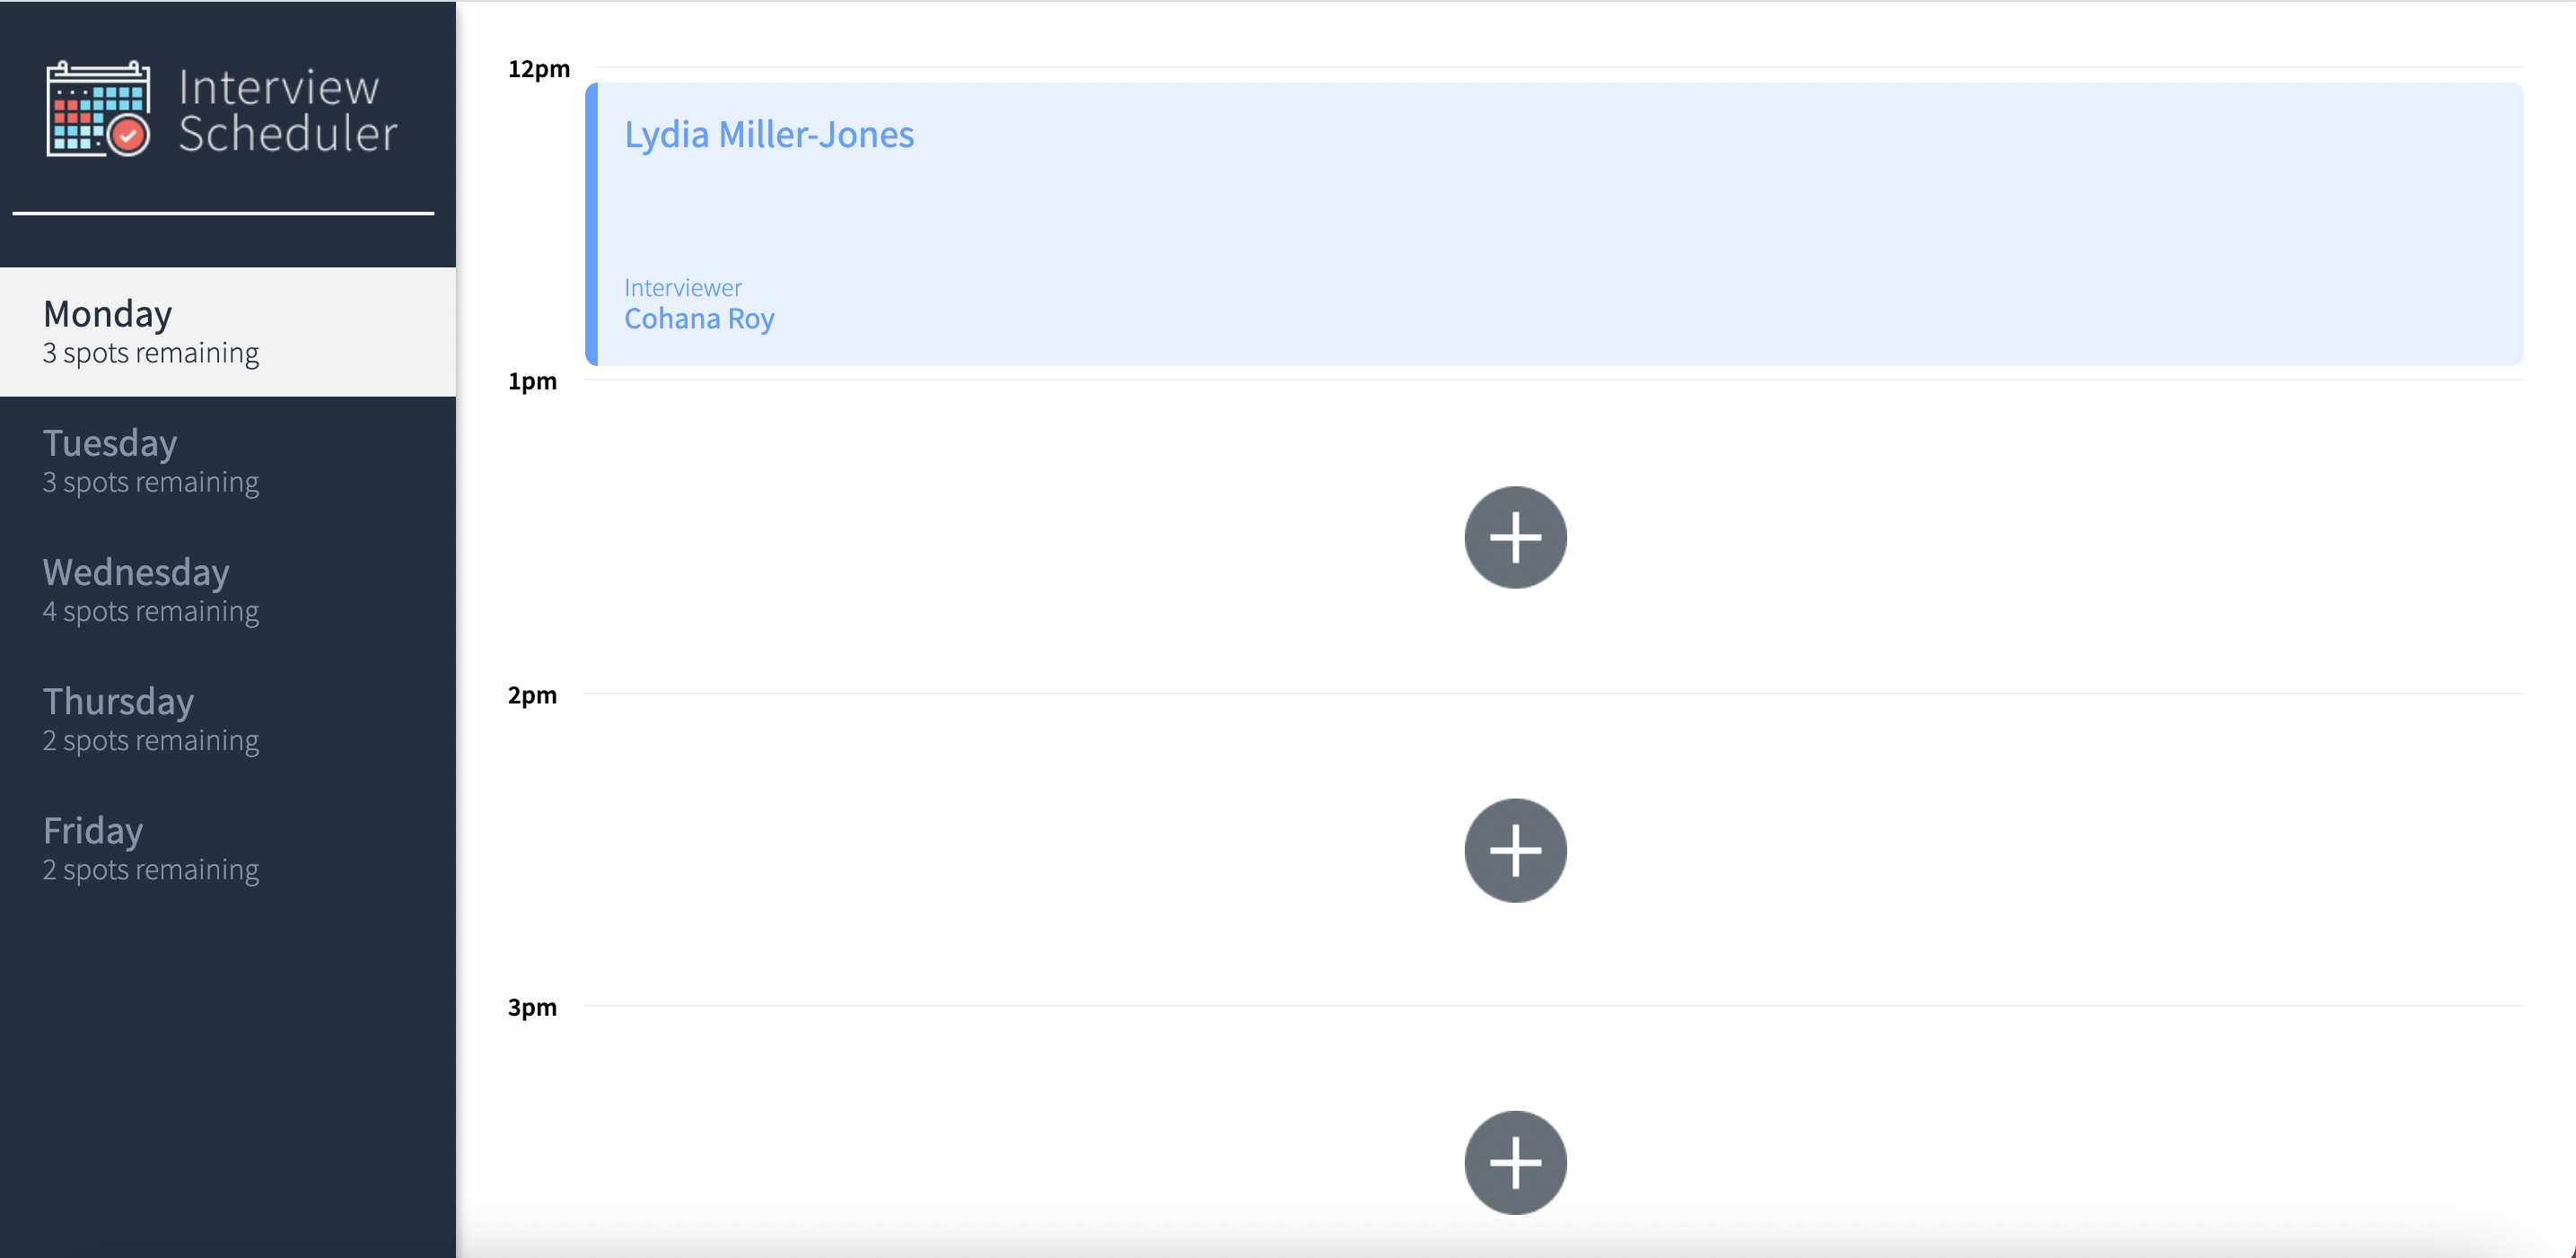 Interview
Scheduler
Monday
3 spots remaining
Tuesday
3 spots remaining
Wednesday
4 spots remaining
Thursday
2 spots remaining
Friday
2 spots remaining
12pm
Lydia Miller-Jones
Interviewer
Cohana Roy
1pm
2pm
3pm